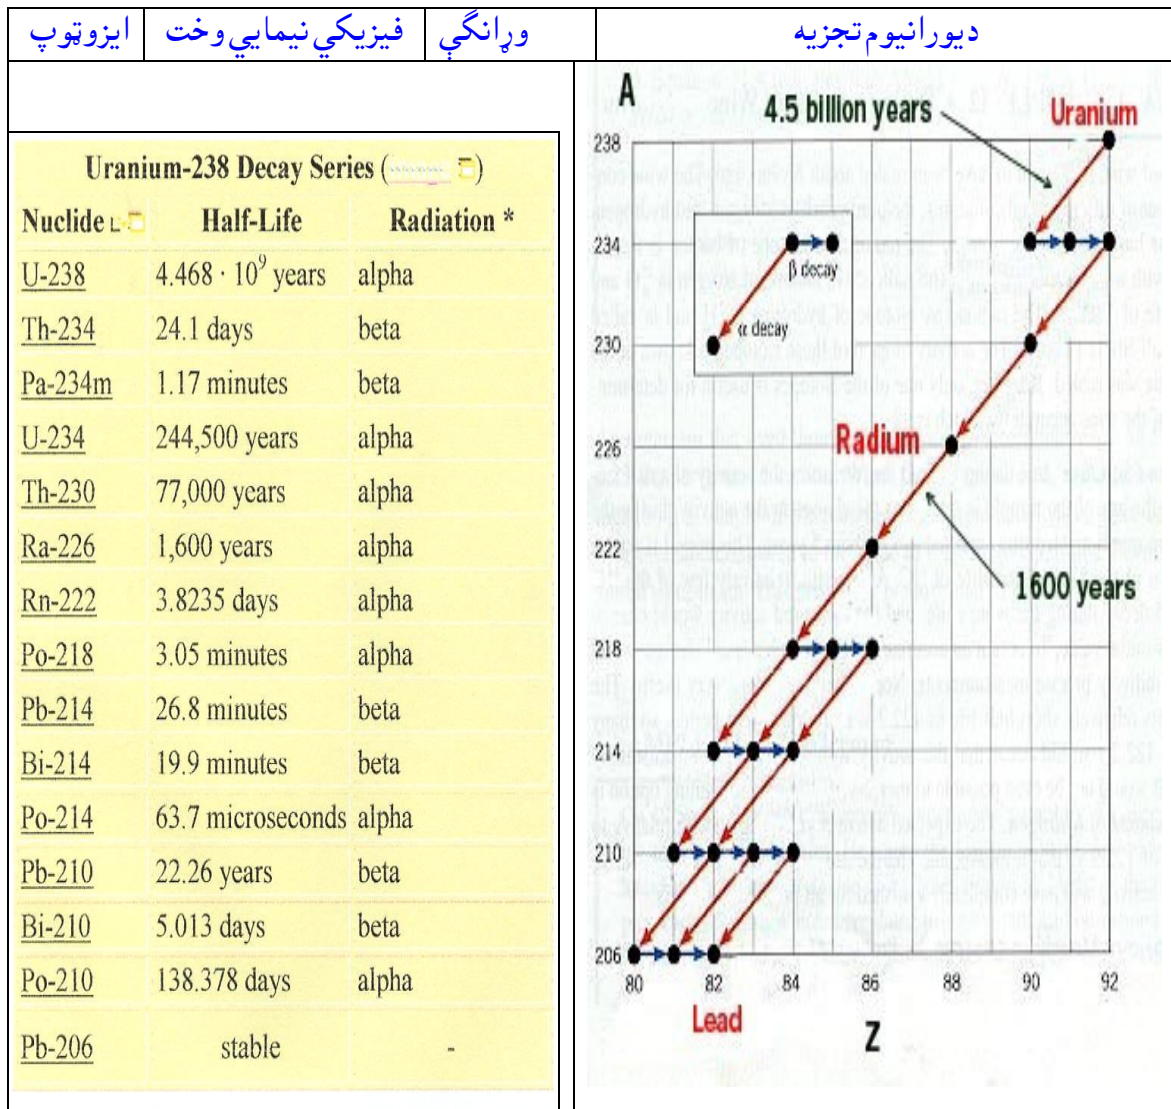 ایزوټوپ فیزیکي نیمایي وخت وړانګې دیورانیوم تجزیه
Uranium-238 Decay Series (
Nuclide Half-Life Radiation *
U-238 4.468 · 10⁹ years alpha
Th-234 24.1 days beta
Pa-234m 1.17 minutes beta
U-234 244,500 years alpha
Th-230 77,000 years alpha
Ra-226 1,600 years alpha
Rn-222 3.8235 days alpha
Po-218 3.05 minutes alpha
Pb-214 26.8 minutes beta
Bi-214 19.9 minutes beta
Po-214 63.7 microseconds alpha
Pb-210 22.26 years beta
Bi-210 5.013 days beta
Po-210 138.378 days alpha
Pb-206 stable -
A
4.5 billion years
Uranium
238
234
β decay
α decay
230
Radium
226
222
1600 years
218
214
210
206
80 82 84 86 88 90 92
Lead
Z